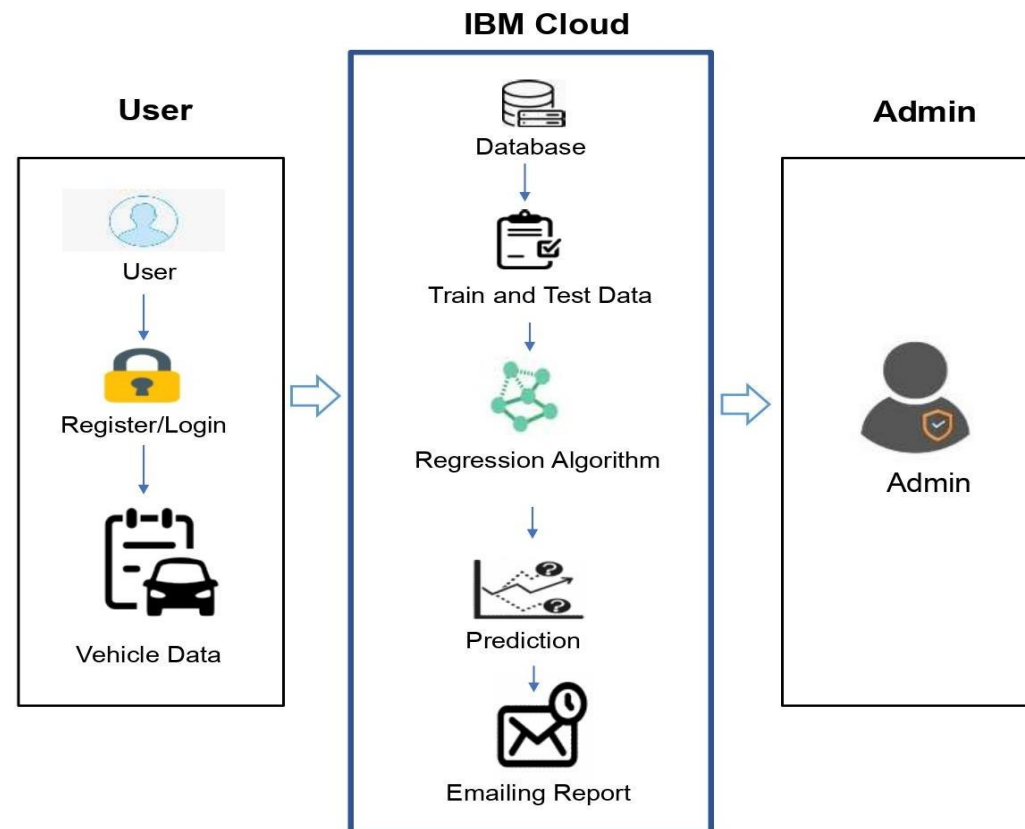 IBM Cloud
User
Admin
User
Register/Login
Vehicle Data
Database
Train and Test Data
Regression Algorithm
Prediction
Emailing Report
Admin